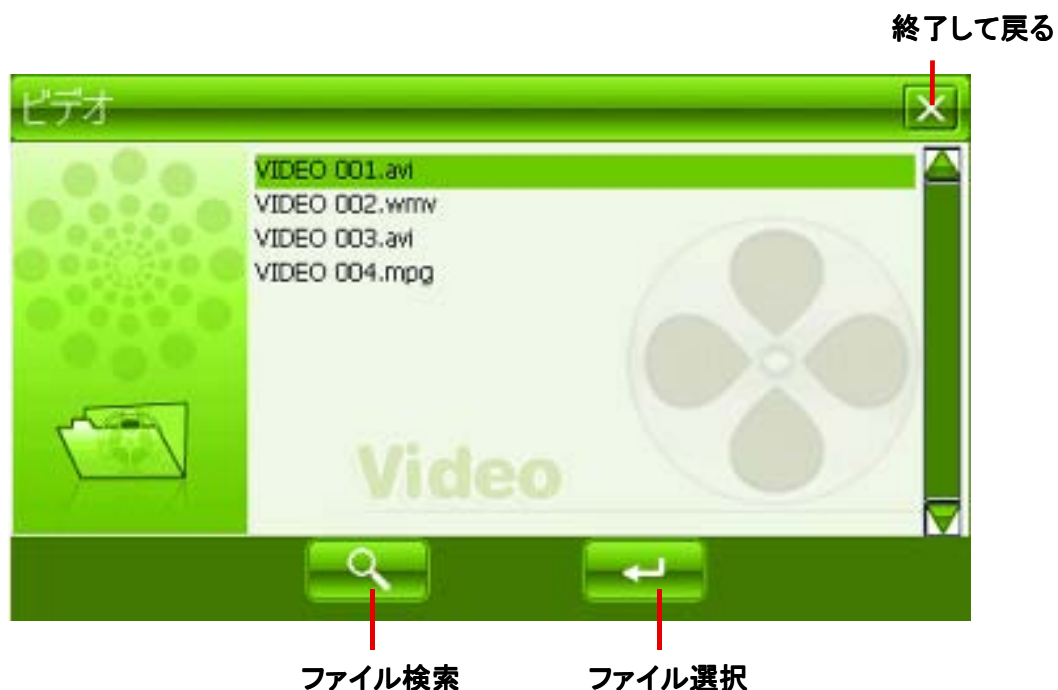 終了して戻る
ビデオ
VIDEO 001.avi
VIDEO 002.wmv
VIDEO 003.avi
VIDEO 004.mpg
Video
ファイル検索
ファイル選択